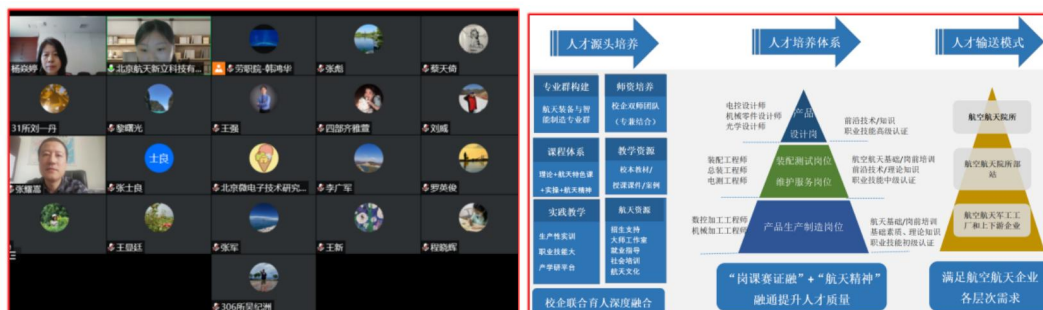 杨焱婷
北京航天新立科技有...
劳职院-韩鸿华
张彪
蔡天倚
31所刘一丹
黎曙光
王强
四部齐雅萱
刘威
张耀嘉
士良
张士良
北京微电子技术研究...
李广军
罗英俊
王登廷
张军
王新
程晓辉
306所吴纪洲
人才源头培养
人才培养体系
人才输送模式
专业群构建
航天装备与智
能制造专业群
师资培养
校企双师团队
（专兼结合）
课程体系
理论+航天特色课
+实操+航天精神
教学资源
校本教材/
授课课件/案例
实践教学
生产性实训
职业技能大
产学研平台
航天资源
招生支持
大师工作室
就业指导
社会培训
航天文化
校企联合育人深度融合
电控设计师
机械零件设计师
光学设计师
产品
设计岗
前沿技术/知识
职业技能高级认证
装配工程师
总装工程师
电测工程师
装配测试岗位
维护服务岗位
航空航天基础/岗前培训
前沿技术/理论知识
职业技能中级认证
数控加工工程师
机械加工工程师
产品生产制造岗位
航天基础/岗前培训
基础素质、理论知识
职业技能初级认证
“岗课赛证融”+“航天精神”
融通提升人才质量
航空航天院所
航空航天院所部
站
航空航天军工工
厂和上下游企业
满足航空航天企业
各层次需求